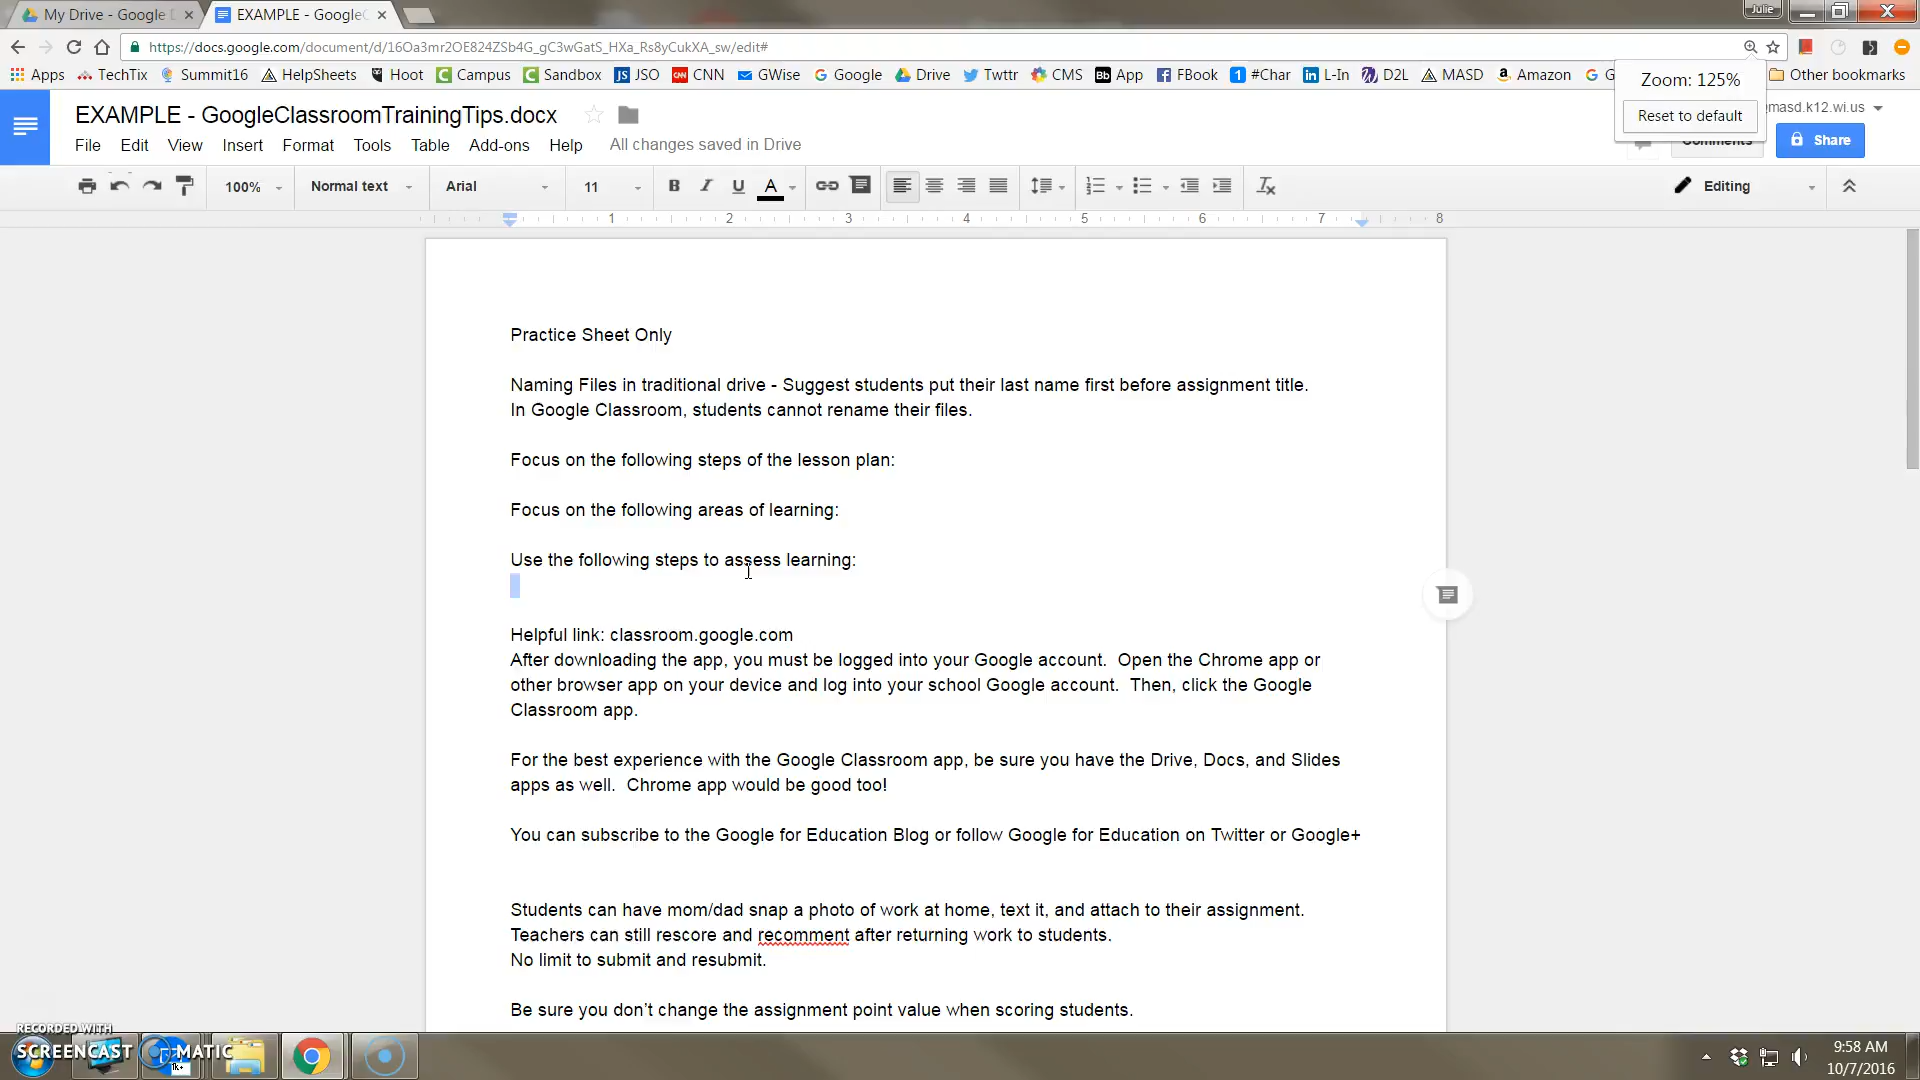 My Drive - Google D
EXAMPLE - GoogleC
Julie
https://docs.google.com/document/d/16Oa3mr2OE824ZSb4G_gC3wGatS_HXa_Rs8yCukXA_sw/edit#
Apps TechTix Summit16 HelpSheets Hoot Campus Sandbox JSO CNN GWise Google Drive Twttr CMS App FBook #Char L-In D2L MASD Amazon G Other bookmarks
Zoom: 125%
Reset to default
EXAMPLE - GoogleClassroomTrainingTips.docx
masd.k12.wi.us
File Edit View Insert Format Tools Table Add-ons Help All changes saved in Drive
Comments
Share
100% Normal text Arial 11 B I U A Editing
1 2 3 4 5 6 7 8
Practice Sheet Only
Naming Files in traditional drive - Suggest students put their last name first before assignment title.
In Google Classroom, students cannot rename their files.
Focus on the following steps of the lesson plan:
Focus on the following areas of learning:
Use the following steps to assess learning:
Helpful link: classroom.google.com
After downloading the app, you must be logged into your Google account.  Open the Chrome app or
other browser app on your device and log into your school Google account.  Then, click the Google
Classroom app.
For the best experience with the Google Classroom app, be sure you have the Drive, Docs, and Slides
apps as well.  Chrome app would be good too!
You can subscribe to the Google for Education Blog or follow Google for Education on Twitter or Google+
Students can have mom/dad snap a photo of work at home, text it, and attach to their assignment.
Teachers can still rescore and recomment after returning work to students.
No limit to submit and resubmit.
Be sure you don't change the assignment point value when scoring students.
RECORDED WITH
SCREENCAST MATIC
1k+
9:58 AM
10/7/2016